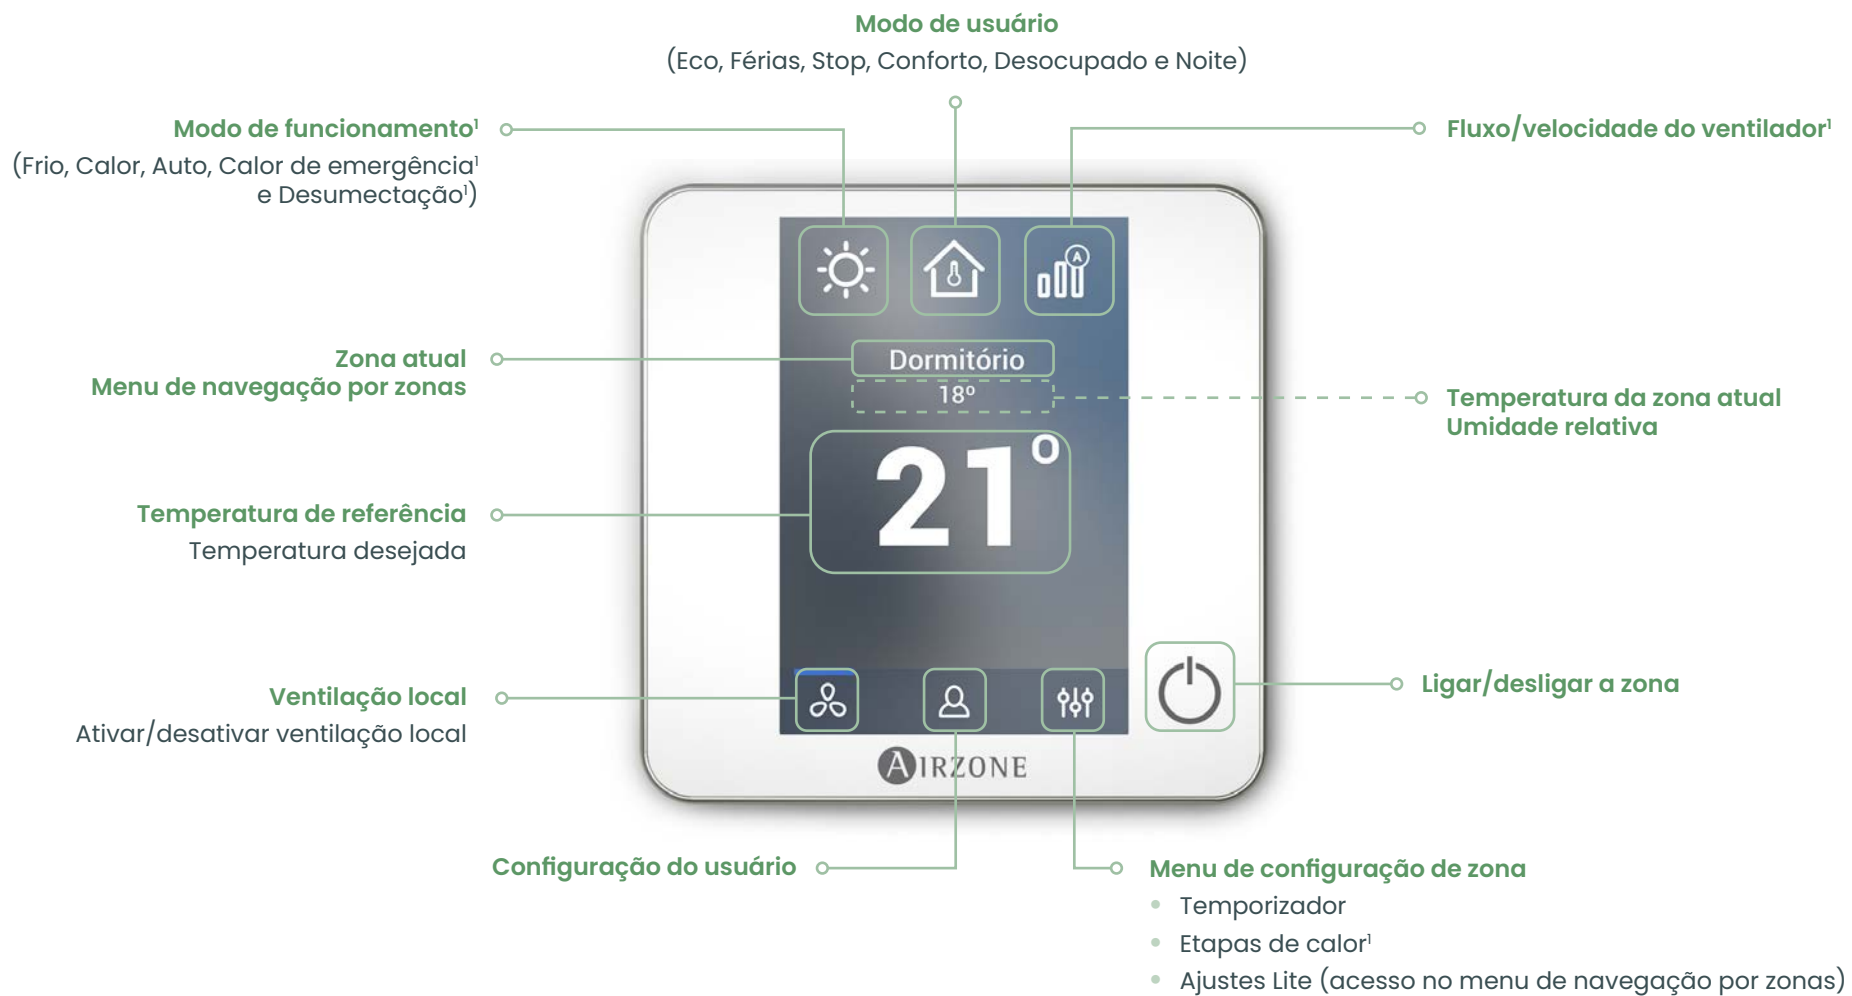 Modo de usuário
(Eco, Férias, Stop, Conforto, Desocupado e Noite)
Modo de funcionamento¹
(Frio, Calor, Auto, Calor de emergência¹
e Desumectação¹)
Fluxo/velocidade do ventilador¹
A
Zona atual
Menu de navegação por zonas
Dormitório
18º
Temperatura da zona atual
Umidade relativa
21º
Temperatura de referência
Temperatura desejada
Ventilação local
Ativar/desativar ventilação local
Ligar/desligar a zona
AIRZONE
Configuração do usuário
Menu de configuração de zona
• Temporizador
• Etapas de calor¹
• Ajustes Lite (acesso no menu de navegação por zonas)